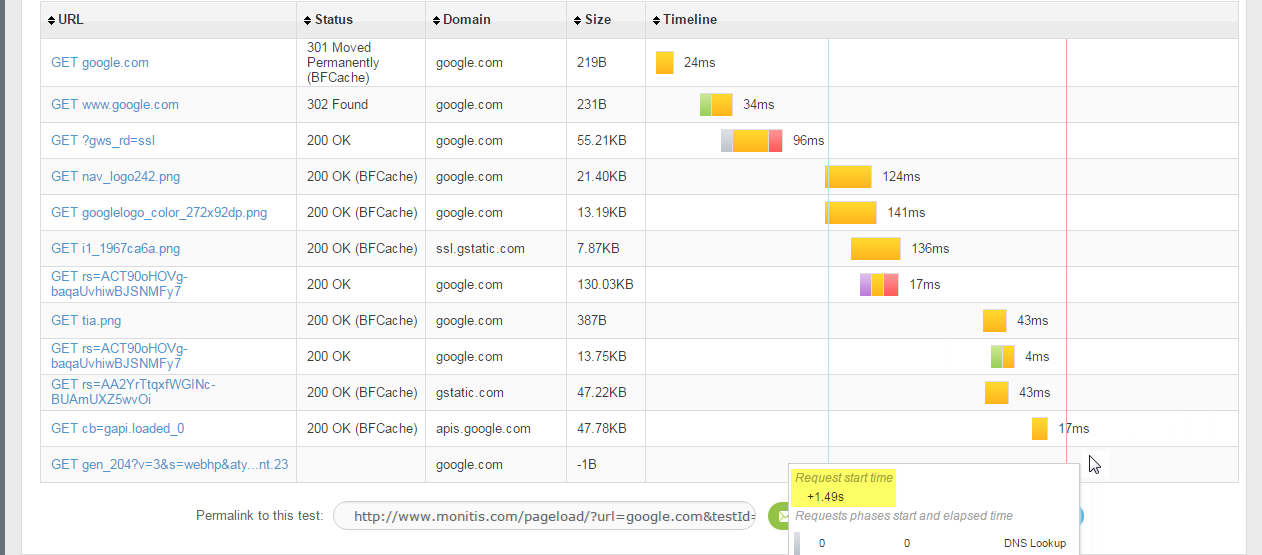 URL Status Domain Size Timeline
301 Moved
GET google.com Permanently google.com 219B 24ms
(BFCache)
GET www.google.com 302 Found google.com 231B 34ms
GET ?gws_rd=ssl 200 OK google.com 55.21KB 96ms
GET nav_logo242.png 200 OK (BFCache) google.com 21.40KB 124ms
GET googlelogo_color_272x92dp.png 200 OK (BFCache) google.com 13.19KB 141ms
GET i1_1967ca6a.png 200 OK (BFCache) ssl.gstatic.com 7.87KB 136ms
GET rs=ACT90oHOVg-
baqaUvhiwBJSNMFy7 200 OK google.com 130.03KB 17ms
GET tia.png 200 OK (BFCache) google.com 387B 43ms
GET rs=ACT90oHOVg-
baqaUvhiwBJSNMFy7 200 OK google.com 13.75KB 4ms
GET rs=AA2YrTtqxfWGINc-
BUAmUXZ5wvOi 200 OK (BFCache) gstatic.com 47.22KB 43ms
GET cb=gapi.loaded_0 200 OK (BFCache) apis.google.com 47.78KB 17ms
GET gen_204?v=3&s=webhp&aty...nt.23 google.com -1B
Request start time
+1.49s
Permalink to this test: http://www.monitis.com/pageload/?url=google.com&testId=
Requests phases start and elapsed time
0 0 DNS Lookup